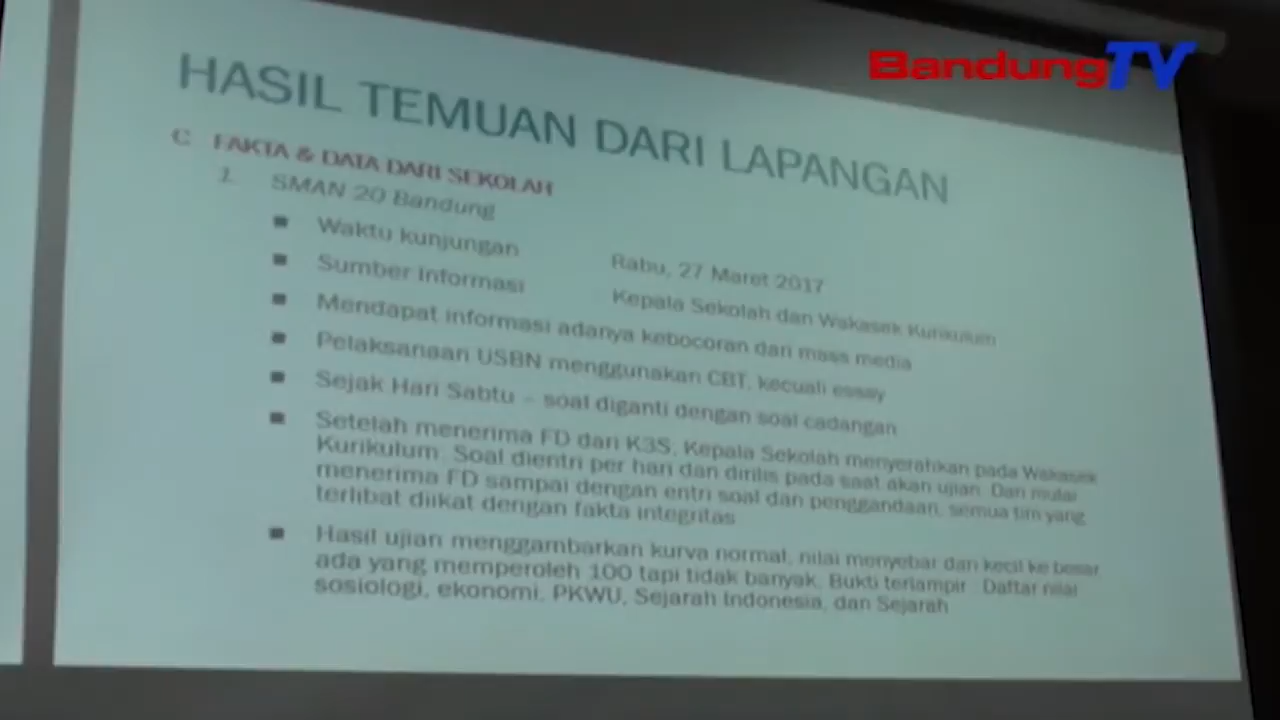 BandungTV
HASIL TEMUAN DARI LAPANGAN
C. FAKTA & DATA DARI SEKOLAH
1. SMAN 20 Bandung
■ Waktu kunjungan Rabu, 27 Maret 2017
■ Sumber Informasi Kepala Sekolah dan Wakasek Kurikulum
■ Mendapat informasi adanya kebocoran dari mass media
■ Pelaksanaan USBN menggunakan CBT, kecuali essay
■ Sejak Hari Sabtu – soal diganti dengan soal cadangan
■ Setelah menerima FD dari K3S, Kepala Sekolah menyerahkan pada Wakasek
Kurikulum. Soal dientri per hari dan dirilis pada saat akan ujian. Dan mulai
menerima FD sampai dengan entri soal dan penggandaan, semua tim yang
terlibat diikat dengan fakta integritas
■ Hasil ujian menggambarkan kurva normal, nilai menyebar dari kecil ke besar
ada yang memperoleh 100 tapi tidak banyak. Bukti terlampir : Daftar nilai
sosiologi, ekonomi, PKWU, Sejarah Indonesia, dan Sejarah